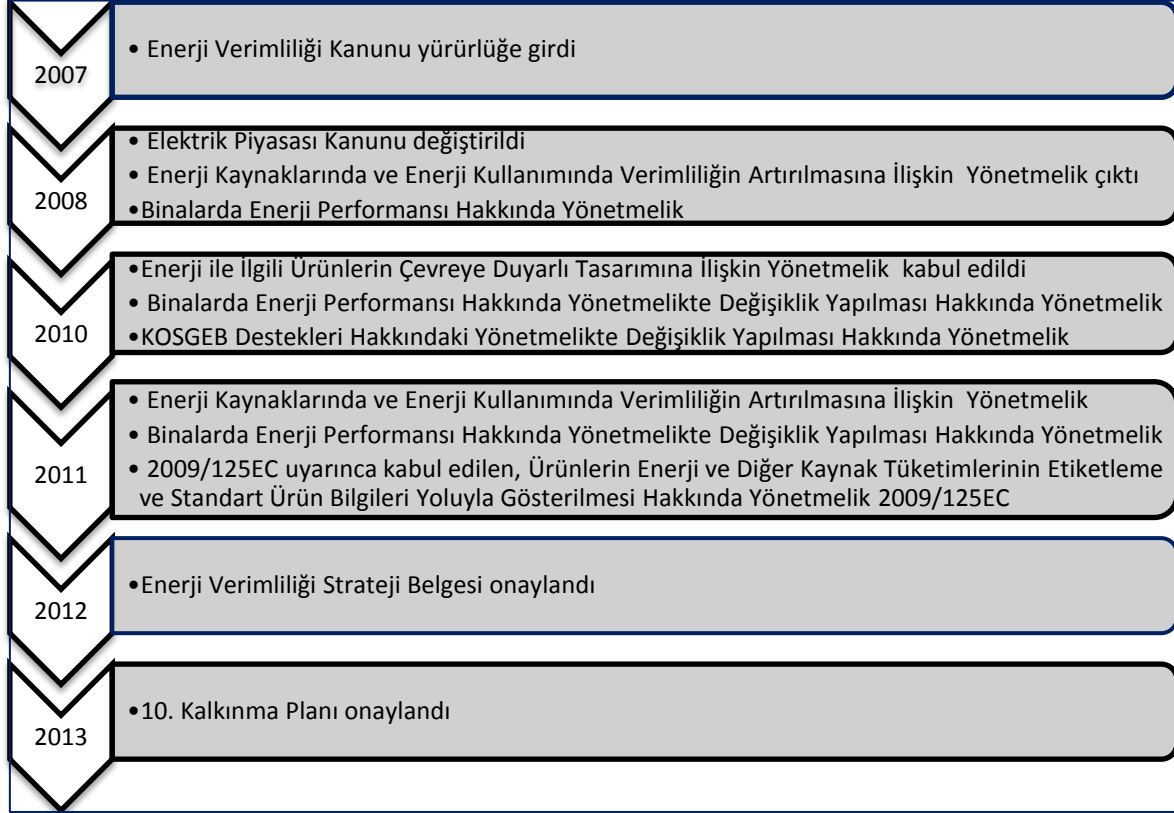 2007
• Enerji Verimliliği Kanunu yürürlüğe girdi
2008
• Elektrik Piyasası Kanunu değiştirildi
• Enerji Kaynaklarında ve Enerji Kullanımında Verimliliğin Artırılmasına İlişkin Yönetmelik çıktı
•Binalarda Enerji Performansı Hakkında Yönetmelik
2010
•Enerji ile İlgili Ürünlerin Çevreye Duyarlı Tasarımına İlişkin Yönetmelik kabul edildi
• Binalarda Enerji Performansı Hakkında Yönetmelikte Değişiklik Yapılması Hakkında Yönetmelik
•KOSGEB Destekleri Hakkındaki Yönetmelikte Değişiklik Yapılması Hakkında Yönetmelik
2011
• Enerji Kaynaklarında ve Enerji Kullanımında Verimliliğin Artırılmasına İlişkin Yönetmelik
• Binalarda Enerji Performansı Hakkında Yönetmelikte Değişiklik Yapılması Hakkında Yönetmelik
• 2009/125EC uyarınca kabul edilen, Ürünlerin Enerji ve Diğer Kaynak Tüketimlerinin Etiketleme
ve Standart Ürün Bilgileri Yoluyla Gösterilmesi Hakkında Yönetmelik 2009/125EC
2012
•Enerji Verimliliği Strateji Belgesi onaylandı
2013
•10. Kalkınma Planı onaylandı